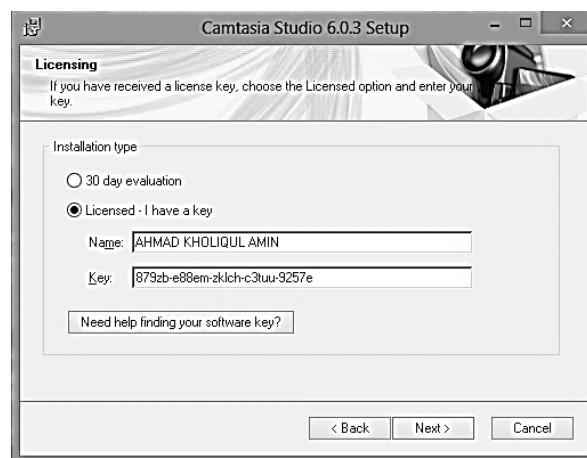 Camtasia Studio 6.0.3 Setup
Licensing
If you have received a license key, choose the Licensed option and enter your
key.
Installation type
30 day evaluation
Licensed - I have a key
Name: AHMAD KHOLIQUL AMIN
Key: 879zb-e88em-zklch-c3tuu-9257e
Need help finding your software key?
< Back Next > Cancel